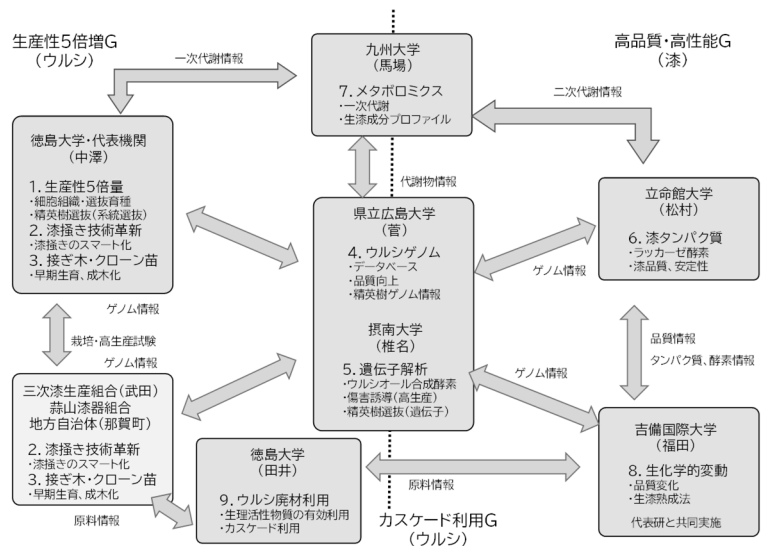 生産性5倍増G
(ウルシ)
一次代謝情報
九州大学
(馬場)
7. メタボロミクス
・一次代謝
・生漆成分プロファイル
高品質・高性能G
(漆)
二次代謝情報
徳島大学・代表機関
(中澤)
1. 生産性5倍量
・細胞組織・選抜育種
・精英樹選抜(系統選抜)
2. 漆掻き技術革新
・漆掻きのスマート化
3. 接ぎ木・クローン苗
・早期生育、成木化
代謝物情報
県立広島大学
(菅)
4. ウルシゲノム
・データベース
・品質向上
・精英樹ゲノム情報
摂南大学
(椎名)
5. 遺伝子解析
・ウルシオール合成酵素
・傷害誘導(高生産)
・精英樹選抜(遺伝子)
立命館大学
(松村)
6. 漆タンパク質
・ラッカーゼ酵素
・漆品質、安定性
ゲノム情報
ゲノム情報
栽培・高生産試験
ゲノム情報
品質情報
タンパク質、酵素情報
ゲノム情報
三次漆生産組合(武田)
蒜山漆器組合
地方自治体(那賀町)
2. 漆掻き技術革新
・漆掻きのスマート化
3. 接ぎ木・クローン苗
・早期生育、成木化
原料情報
徳島大学
(田井)
9. ウルシ廃材利用
・生理活性物質の有効利用
・カスケード利用
原料情報
カスケード利用G
(ウルシ)
吉備国際大学
(福田)
8. 生化学的変動
・品質変化
・生漆熟成法
代表研と共同実施